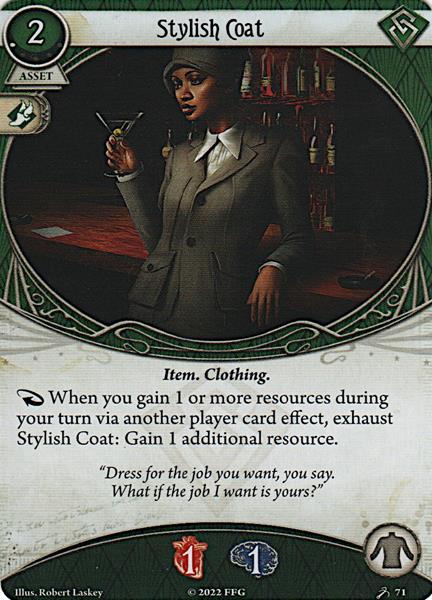 2
Stylish Coat
ASSET
Item. Clothing.
When you gain 1 or more resources during
your turn via another player card effect, exhaust
Stylish Coat: Gain 1 additional resource.
“Dress for the job you want, you say.
What if the job I want is yours?”
1 1
Illus. Robert Laskey © 2022 FFG 71